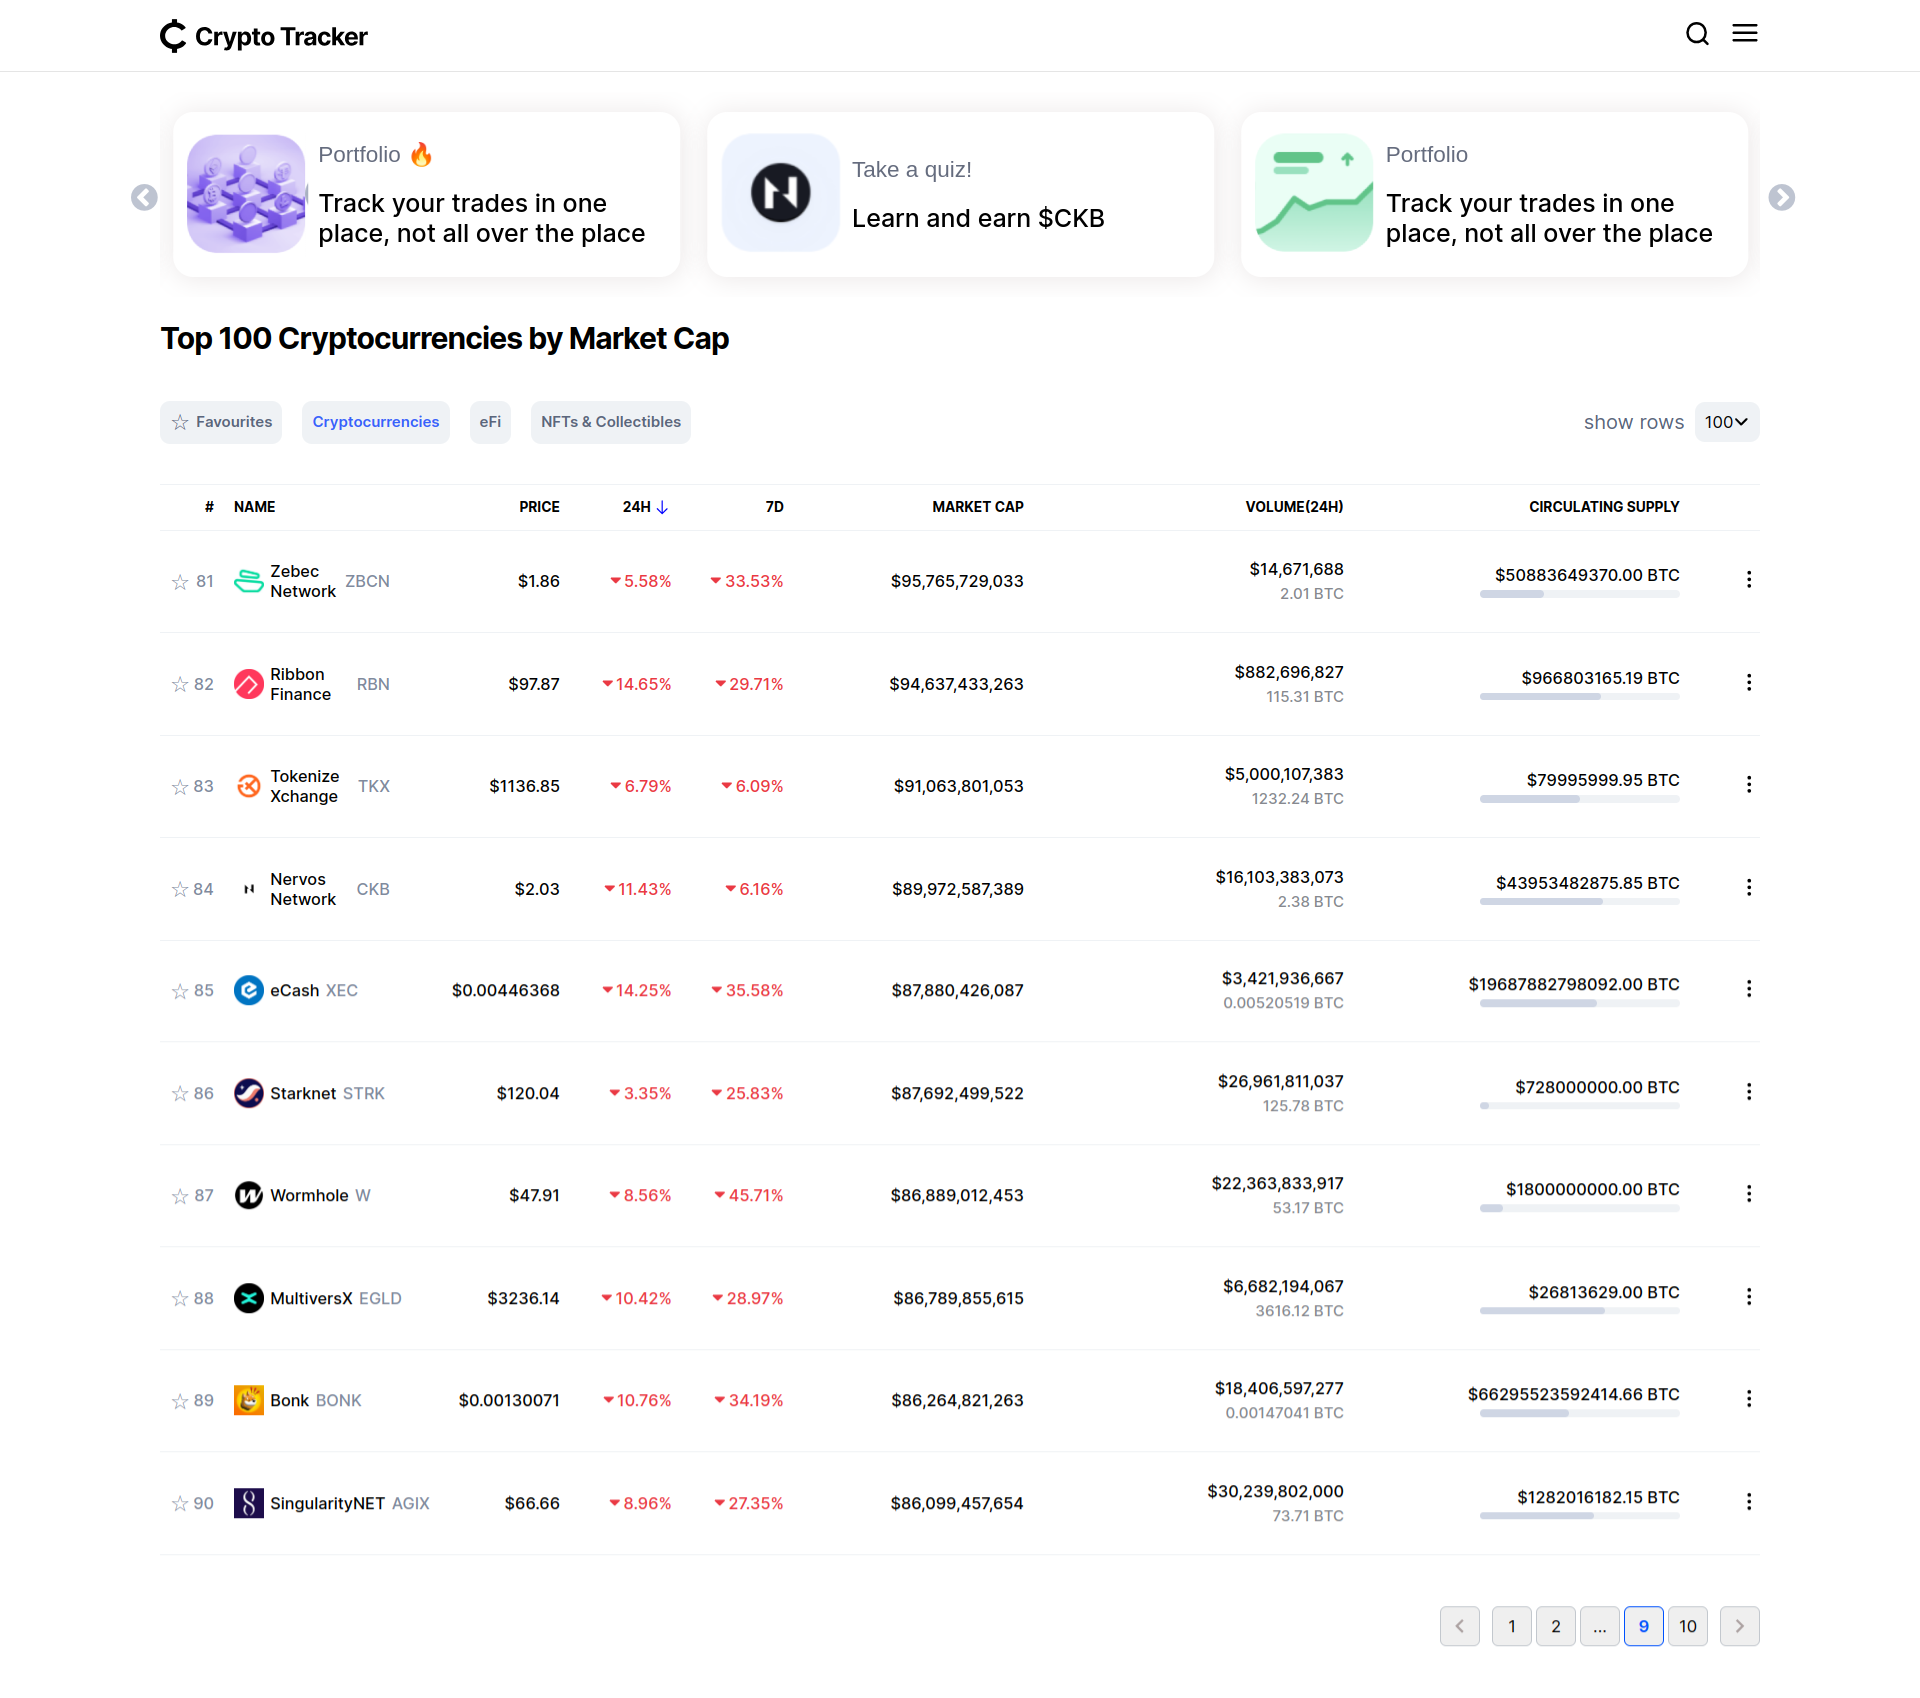 Crypto Tracker
Portfolio 🔥
Track your trades in one
place, not all over the place
Take a quiz!
Learn and earn $CKB
Portfolio
Track your trades in one
place, not all over the place
Top 100 Cryptocurrencies by Market Cap
Favourites Cryptocurrencies eFi NFTs & Collectibles show rows 100
# NAME PRICE 24H 7D MARKET CAP VOLUME(24H) CIRCULATING SUPPLY
81 Zebec Network ZBCN $1.86 5.58% 33.53% $95,765,729,033 $14,671,688 $50883649370.00 BTC
2.01 BTC
82 Ribbon Finance RBN $97.87 14.65% 29.71% $94,637,433,263 $882,696,827 $966803165.19 BTC
115.31 BTC
83 Tokenize Xchange TKX $1136.85 6.79% 6.09% $91,063,801,053 $5,000,107,383 $79995999.95 BTC
1232.24 BTC
84 Nervos Network CKB $2.03 11.43% 6.16% $89,972,587,389 $16,103,383,073 $43953482875.85 BTC
2.38 BTC
85 eCash XEC $0.00446368 14.25% 35.58% $87,880,426,087 $3,421,936,667 $19687882798092.00 BTC
0.00520519 BTC
86 Starknet STRK $120.04 3.35% 25.83% $87,692,499,522 $26,961,811,037 $728000000.00 BTC
125.78 BTC
87 Wormhole W $47.91 8.56% 45.71% $86,889,012,453 $22,363,833,917 $1800000000.00 BTC
53.17 BTC
88 MultiversX EGLD $3236.14 10.42% 28.97% $86,789,855,615 $6,682,194,067 $26813629.00 BTC
3616.12 BTC
89 Bonk BONK $0.00130071 10.76% 34.19% $86,264,821,263 $18,406,597,277 $66295523592414.66 BTC
0.00147041 BTC
90 SingularityNET AGIX $66.66 8.96% 27.35% $86,099,457,654 $30,239,802,000 $1282016182.15 BTC
73.71 BTC
1 2 ... 9 10